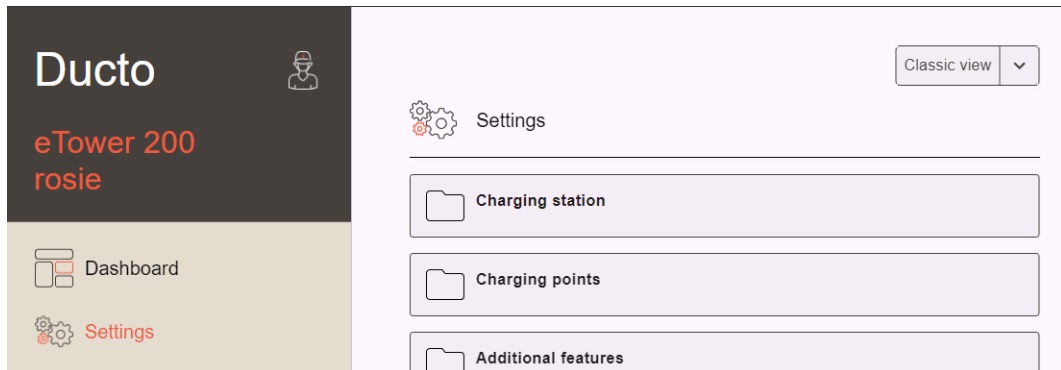 Ducto
eTower 200
rosie
Dashboard
Settings
Classic view
Settings
Charging station
Charging points
Additional features